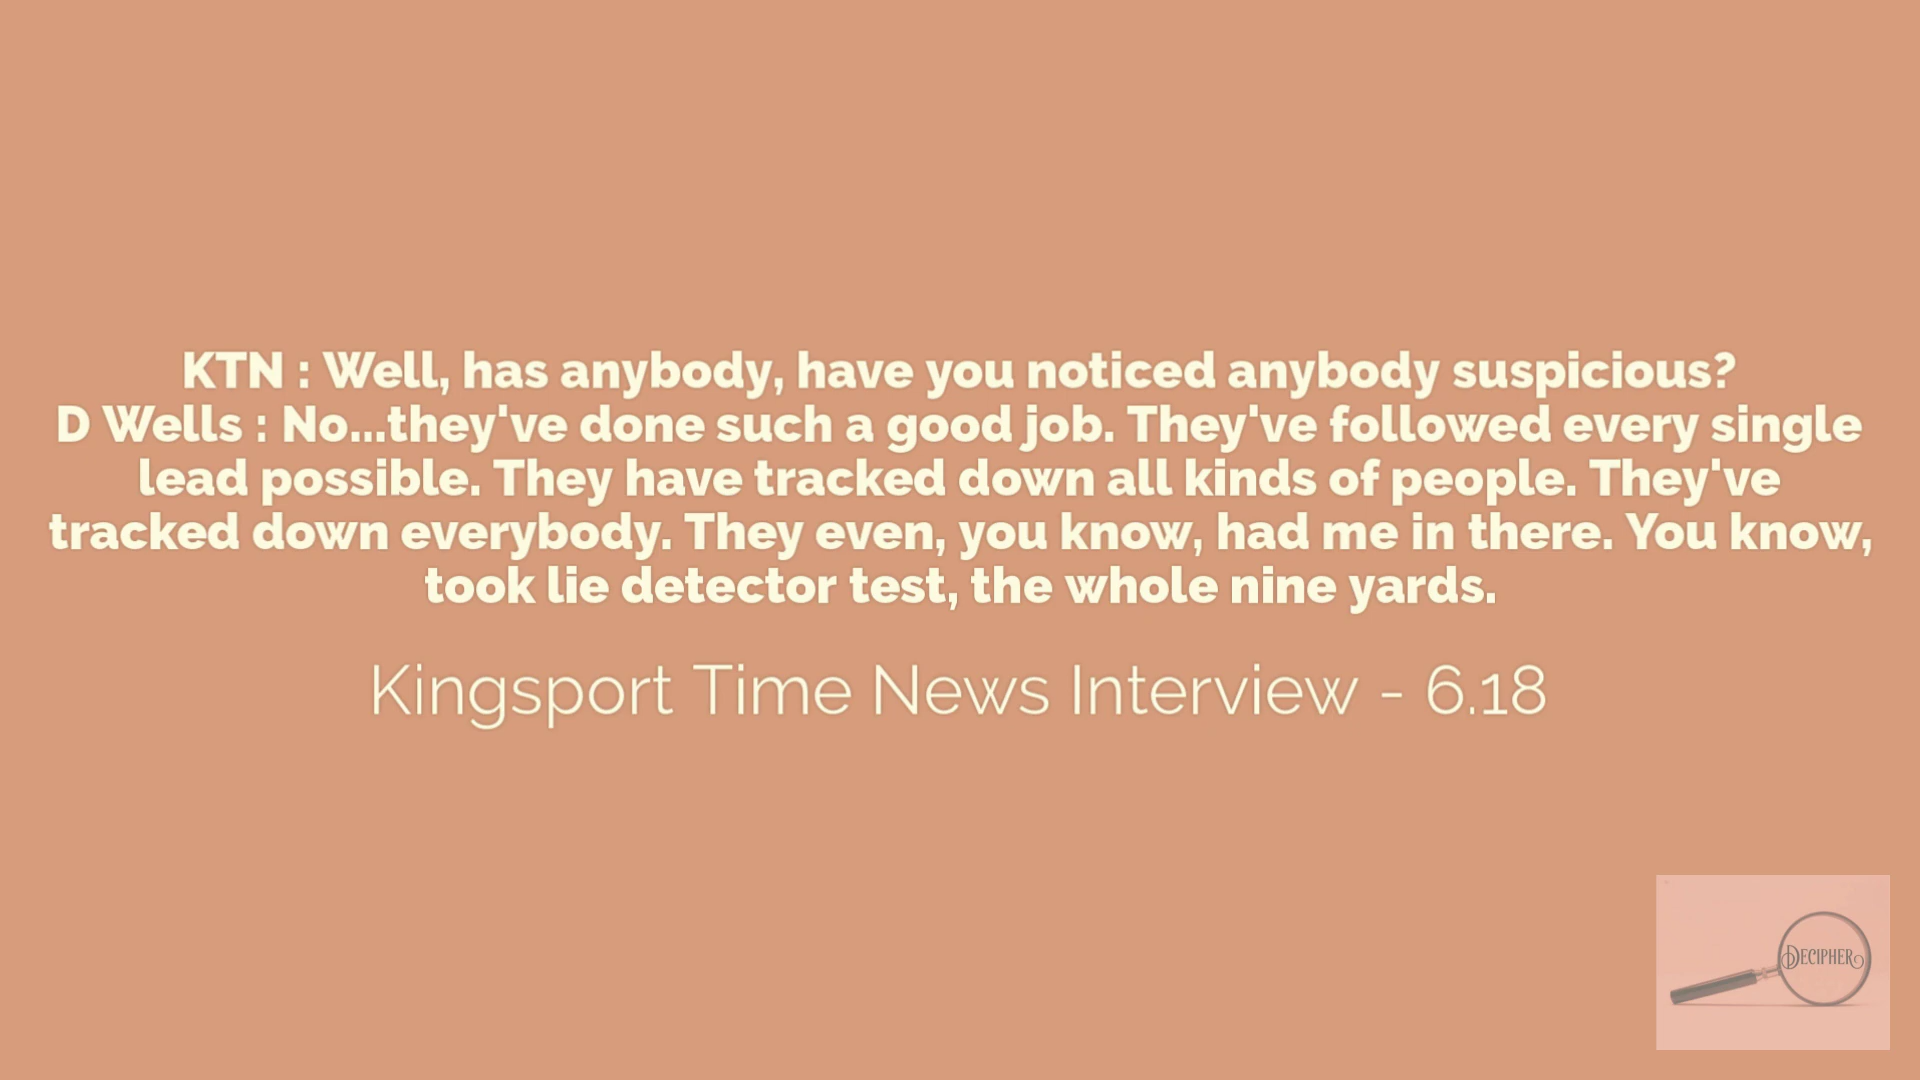 KTN : Well, has anybody, have you noticed anybody suspicious?
D Wells : No...they've done such a good job. They've followed every single
lead possible. They have tracked down all kinds of people. They've
tracked down everybody. They even, you know, had me in there. You know,
took lie detector test, the whole nine yards.
Kingsport Time News Interview - 6.18
DECIPHER